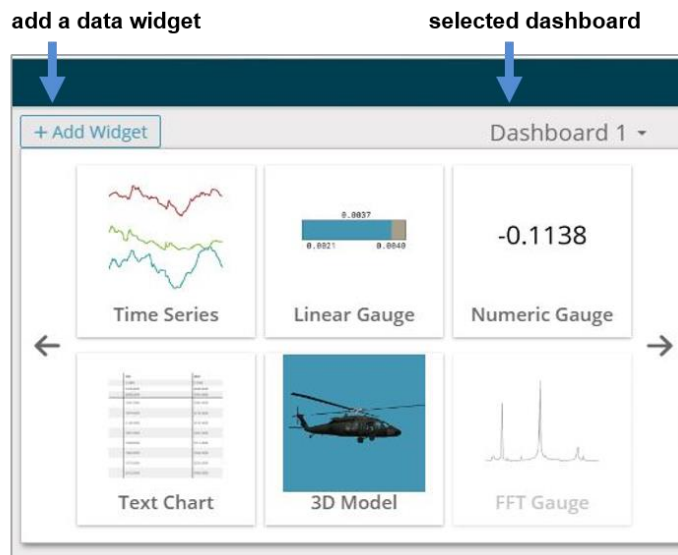 add a data widget
selected dashboard
+ Add Widget
Dashboard 1
0.0037
0.0021
0.0040
-0.1138
Time Series
Linear Gauge
Numeric Gauge
Text Chart
3D Model
FFT Gauge